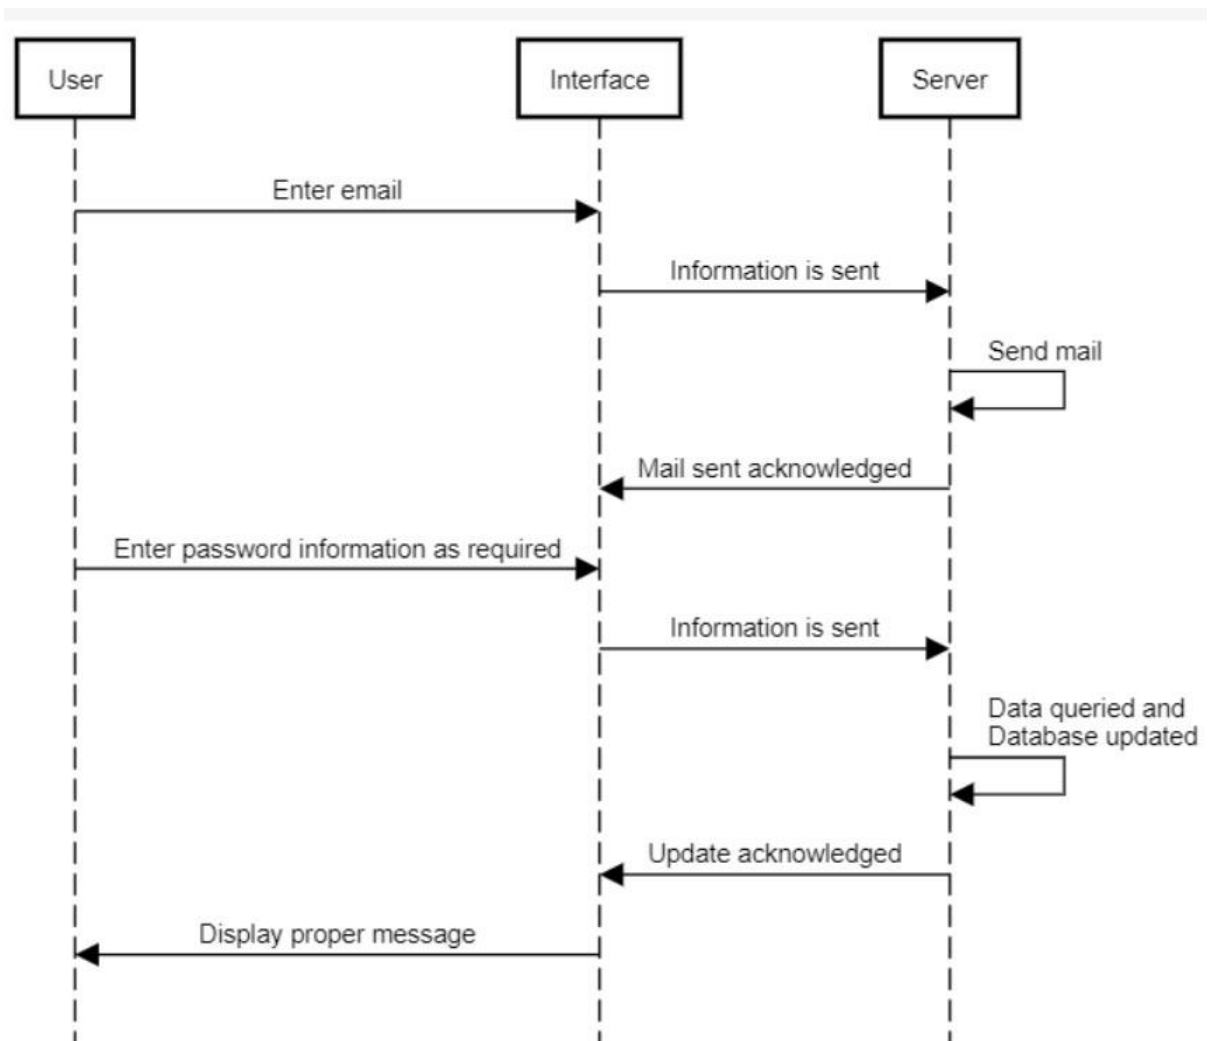 User
Interface
Server
Enter email
Information is sent
Send mail
Mail sent acknowledged
Enter password information as required
Information is sent
Data queried and
Database updated
Update acknowledged
Display proper message